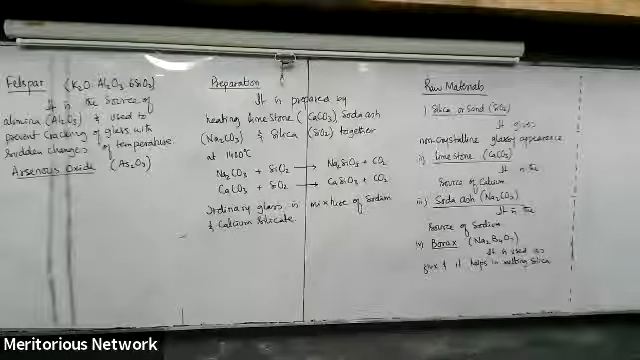 Felspar (K2O. Al2O3. 6SiO2)
It is the source of
alumina (Al2O3) & used to
prevent cracking of glass with
sudden changes of temperature.
Arsenous Oxide (As2O3)
Preparation
It is prepared by
heating limestone (CaCO3) Soda ash
(Na2CO3) & Silica (SiO2) together
at
Na2CO3 + SiO2 → Na2SiO3 + CO2
CaCO3 + SiO2 → CaSiO3 + CO2
Ordinary glass is mixture of Sodium
& Calcium Silicate.
Raw Materials
i) Silica or Sand (SiO2)
It gives
non-crystalline glassy appearance
ii) lime stone (CaCO3)
It is the
Source of Calcium
iii) Soda ash (Na2CO3)
It is the
Source of Sodium
iv) Borax (Na2B4O7)
It is used as
flux & it helps in melting silica
Meritorious Network